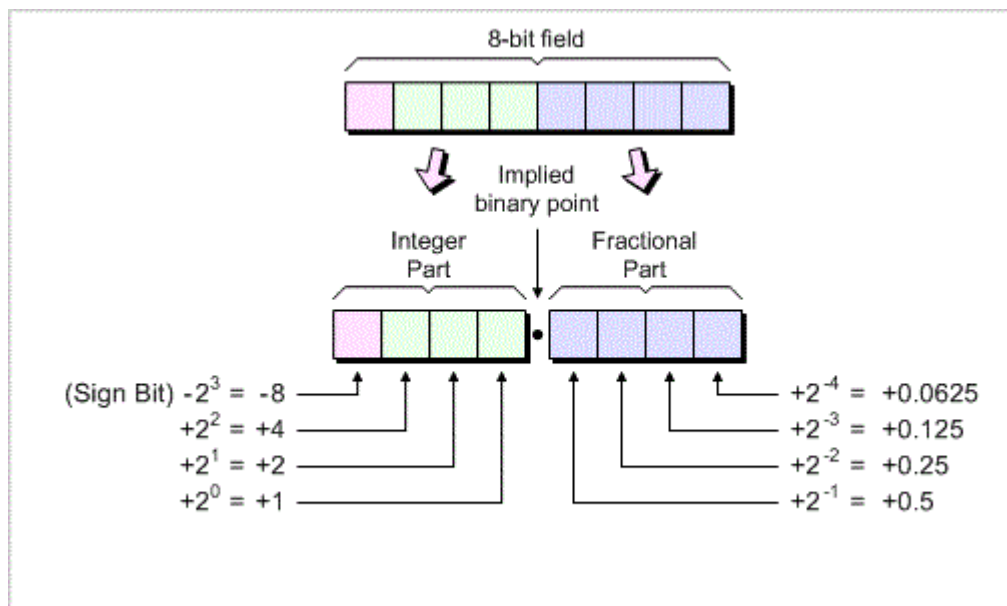 8-bit field
Implied
binary point
Integer
Part
Fractional
Part
(Sign Bit) -2³ = -8
+2² = +4
+2¹ = +2
+2⁰ = +1
+2⁻⁴ = +0.0625
+2⁻³ = +0.125
+2⁻² = +0.25
+2⁻¹ = +0.5